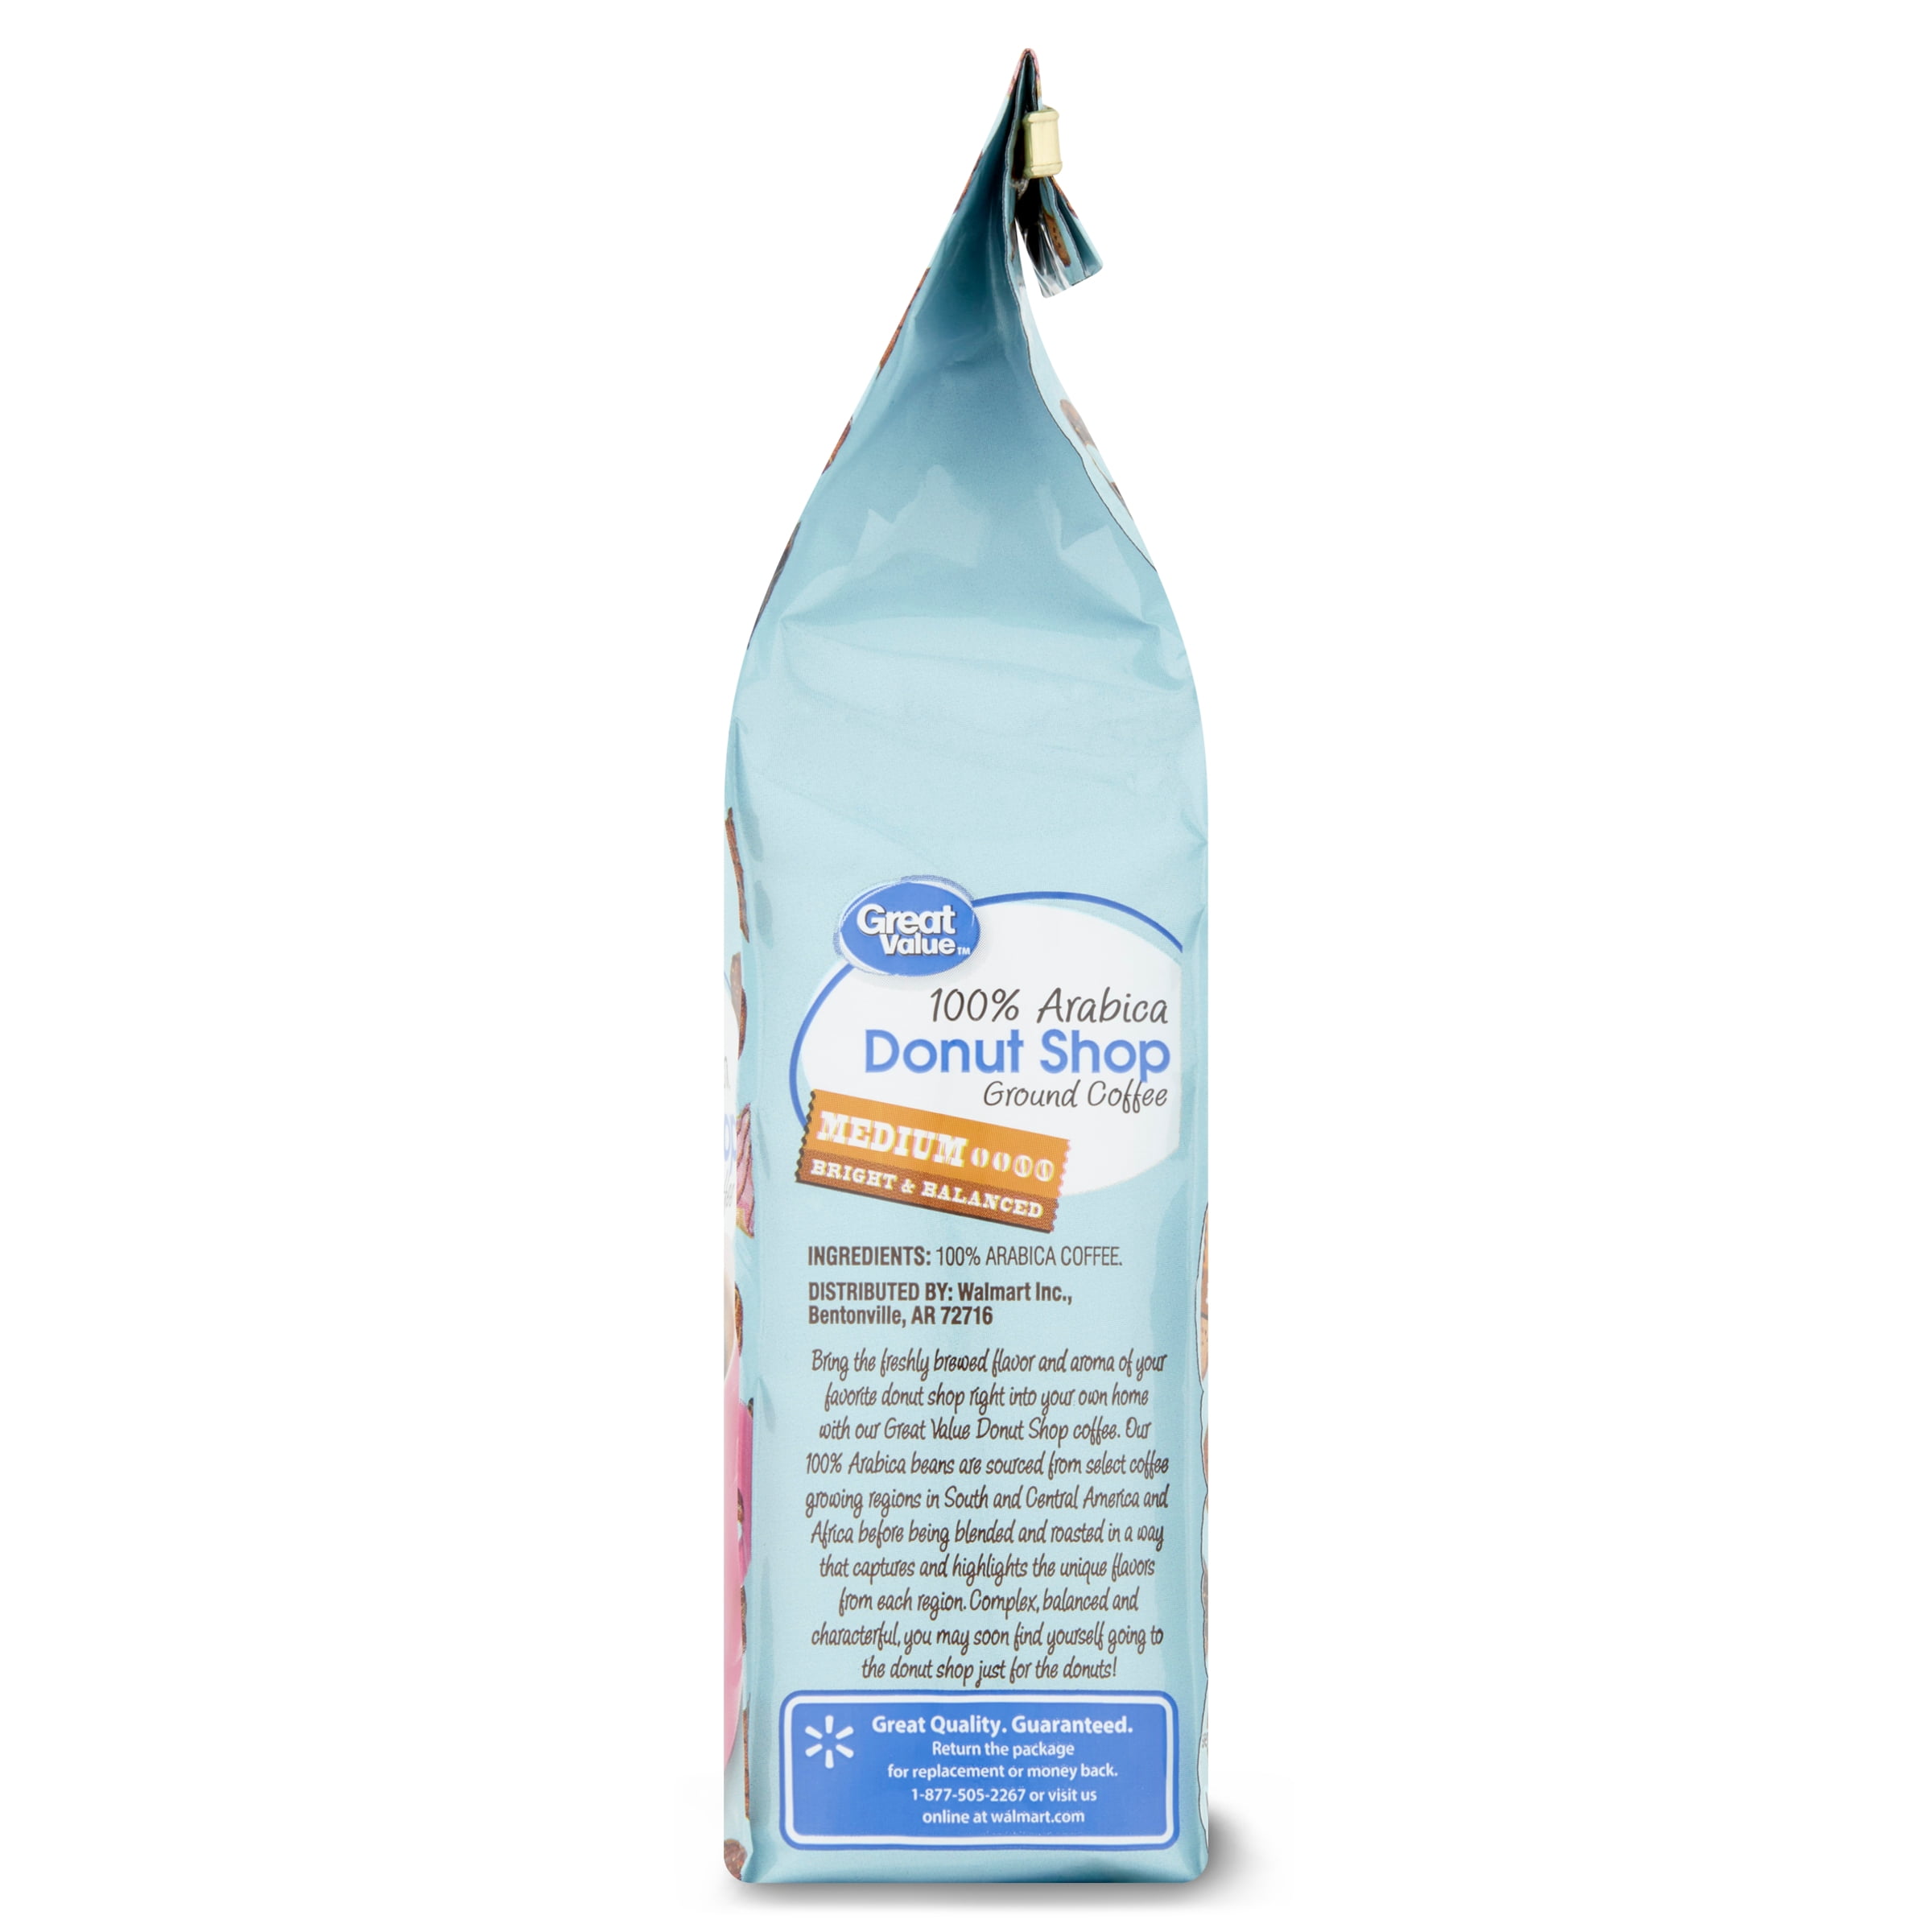 Great
Value™
100% Arabica
Donut Shop
Ground Coffee
MEDIUM
BRIGHT & BALANCED
INGREDIENTS: 100% ARABICA COFFEE.
DISTRIBUTED BY: Walmart Inc.,
Bentonville, AR 72716
Bring the freshly brewed flavor and aroma of your
favorite donut shop right into your own home
with our Great Value Donut Shop coffee. Our
100% Arabica beans are sourced from select coffee
growing regions in South and Central America and
Africa before being blended and roasted in a way
that captures and highlights the unique flavors
from each region. Complex, balanced and
characterful, you may soon find yourself going to
the donut shop just for the donuts!
Great Quality. Guaranteed.
Return the package
for replacement or money back.
1-877-505-2267 or visit us
online at walmart.com